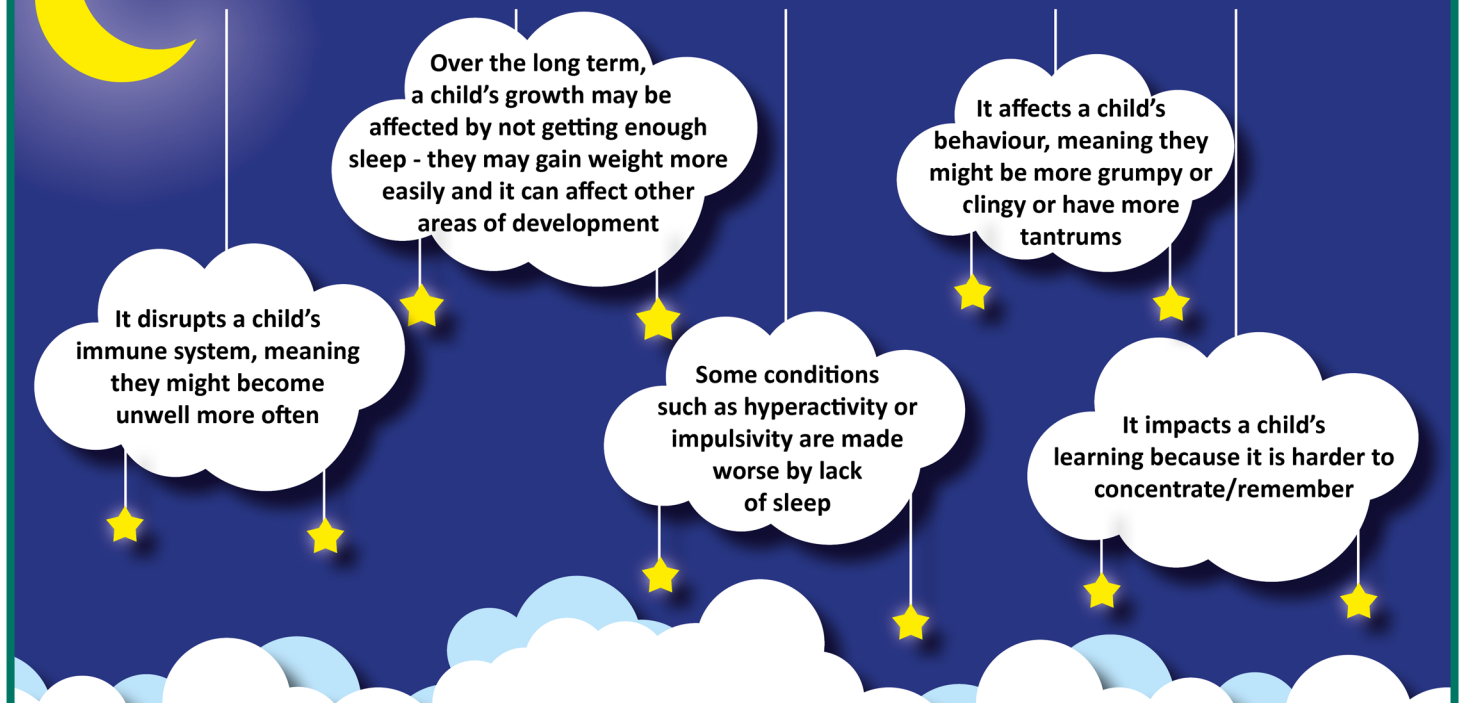 Over the long term,
a child’s growth may be
affected by not getting enough
sleep - they may gain weight more
easily and it can affect other
areas of development
It affects a child’s
behaviour, meaning they
might be more grumpy or
clingy or have more
tantrums
It disrupts a child’s
immune system, meaning
they might become
unwell more often
Some conditions
such as hyperactivity or
impulsivity are made
worse by lack
of sleep
It impacts a child’s
learning because it is harder to
concentrate/remember